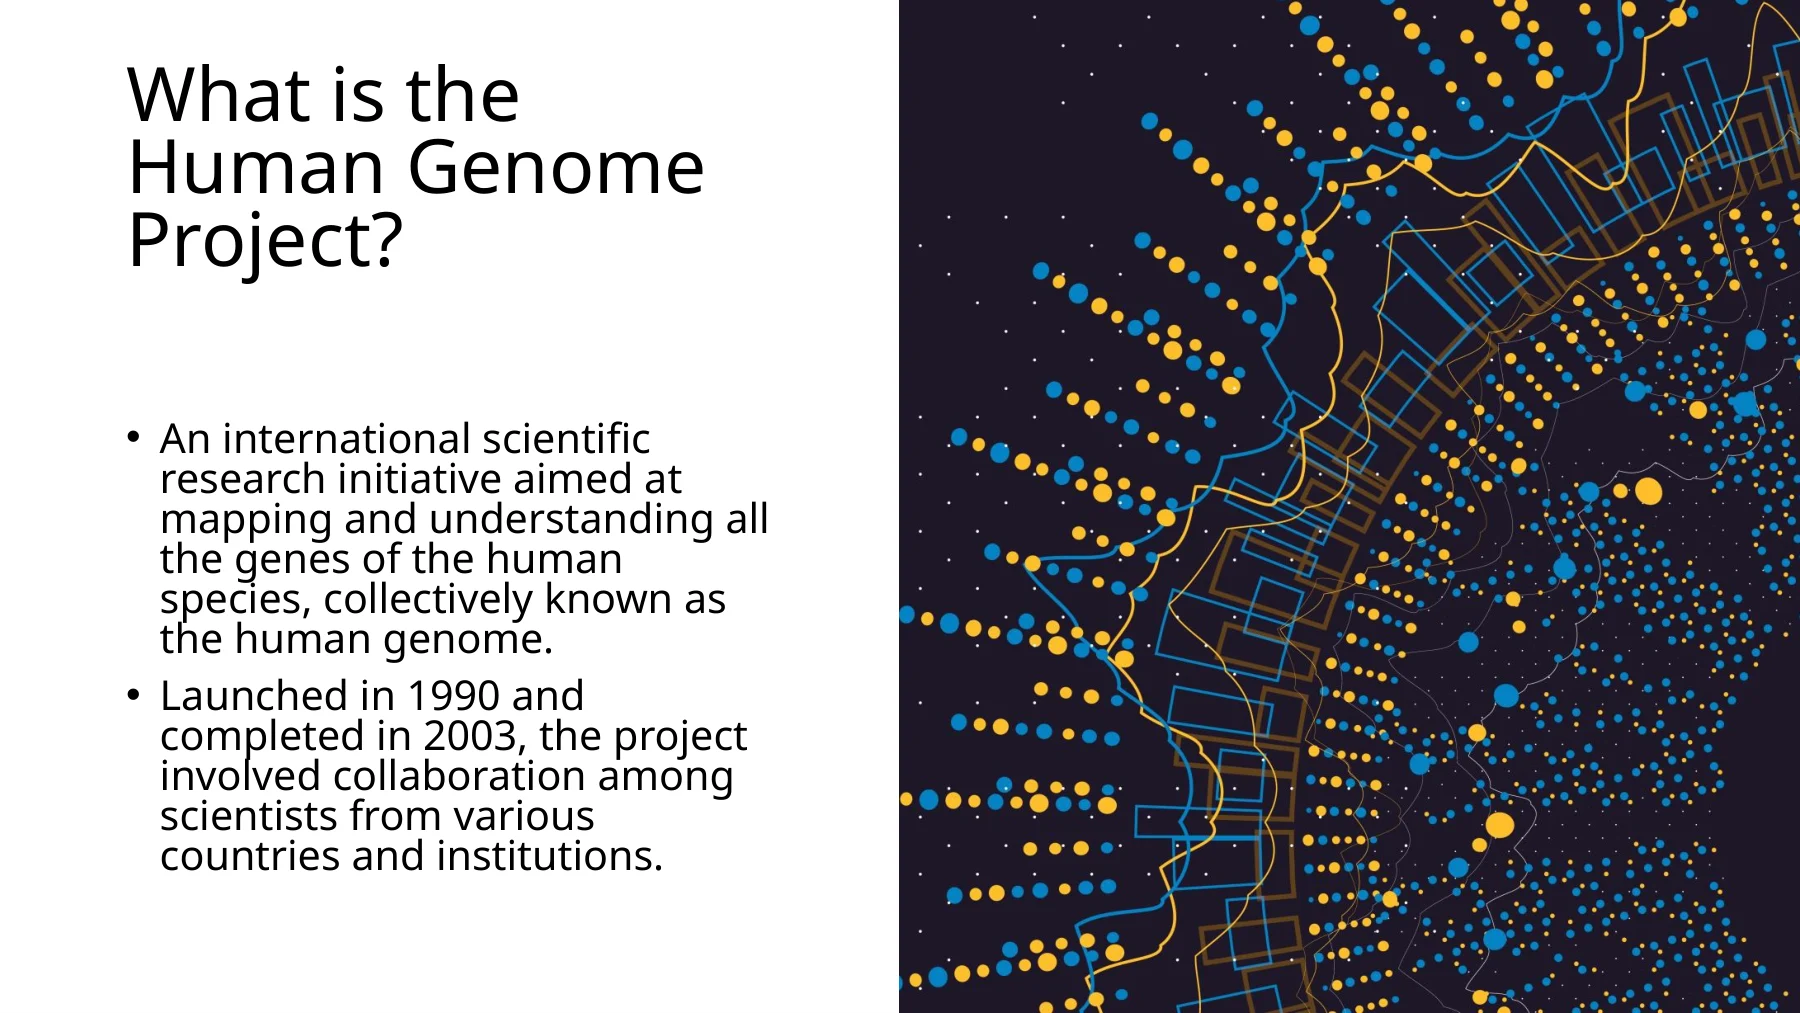 What is the
Human Genome
Project?
• An international scientific
research initiative aimed at
mapping and understanding all
the genes of the human
species, collectively known as
the human genome.
• Launched in 1990 and
completed in 2003, the project
involved collaboration among
scientists from various
countries and institutions.